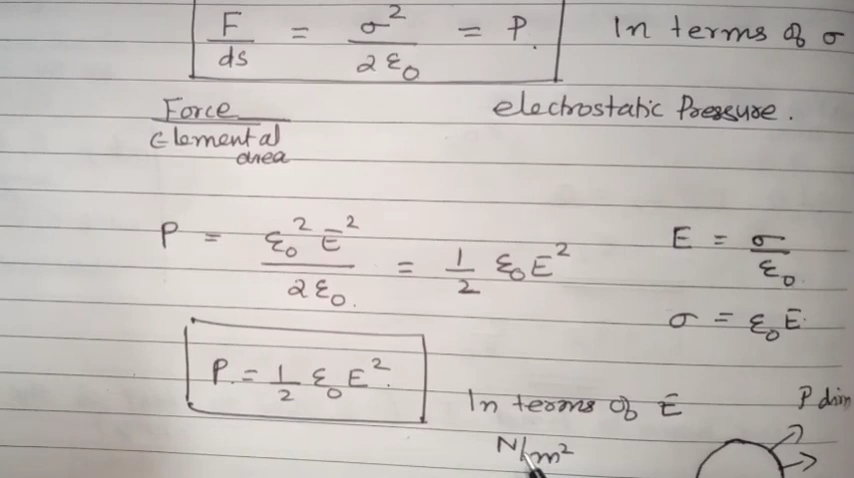 F/ds = σ²/2ε₀ = P. In terms of σ
Force/Elemental area electrostatic Pressure.
P = ε₀²E²/2ε₀. = 1/2 ε₀E² E = σ/ε₀
σ = ε₀E
P. = 1/2 ε₀E². In terms of E
N/m²
P